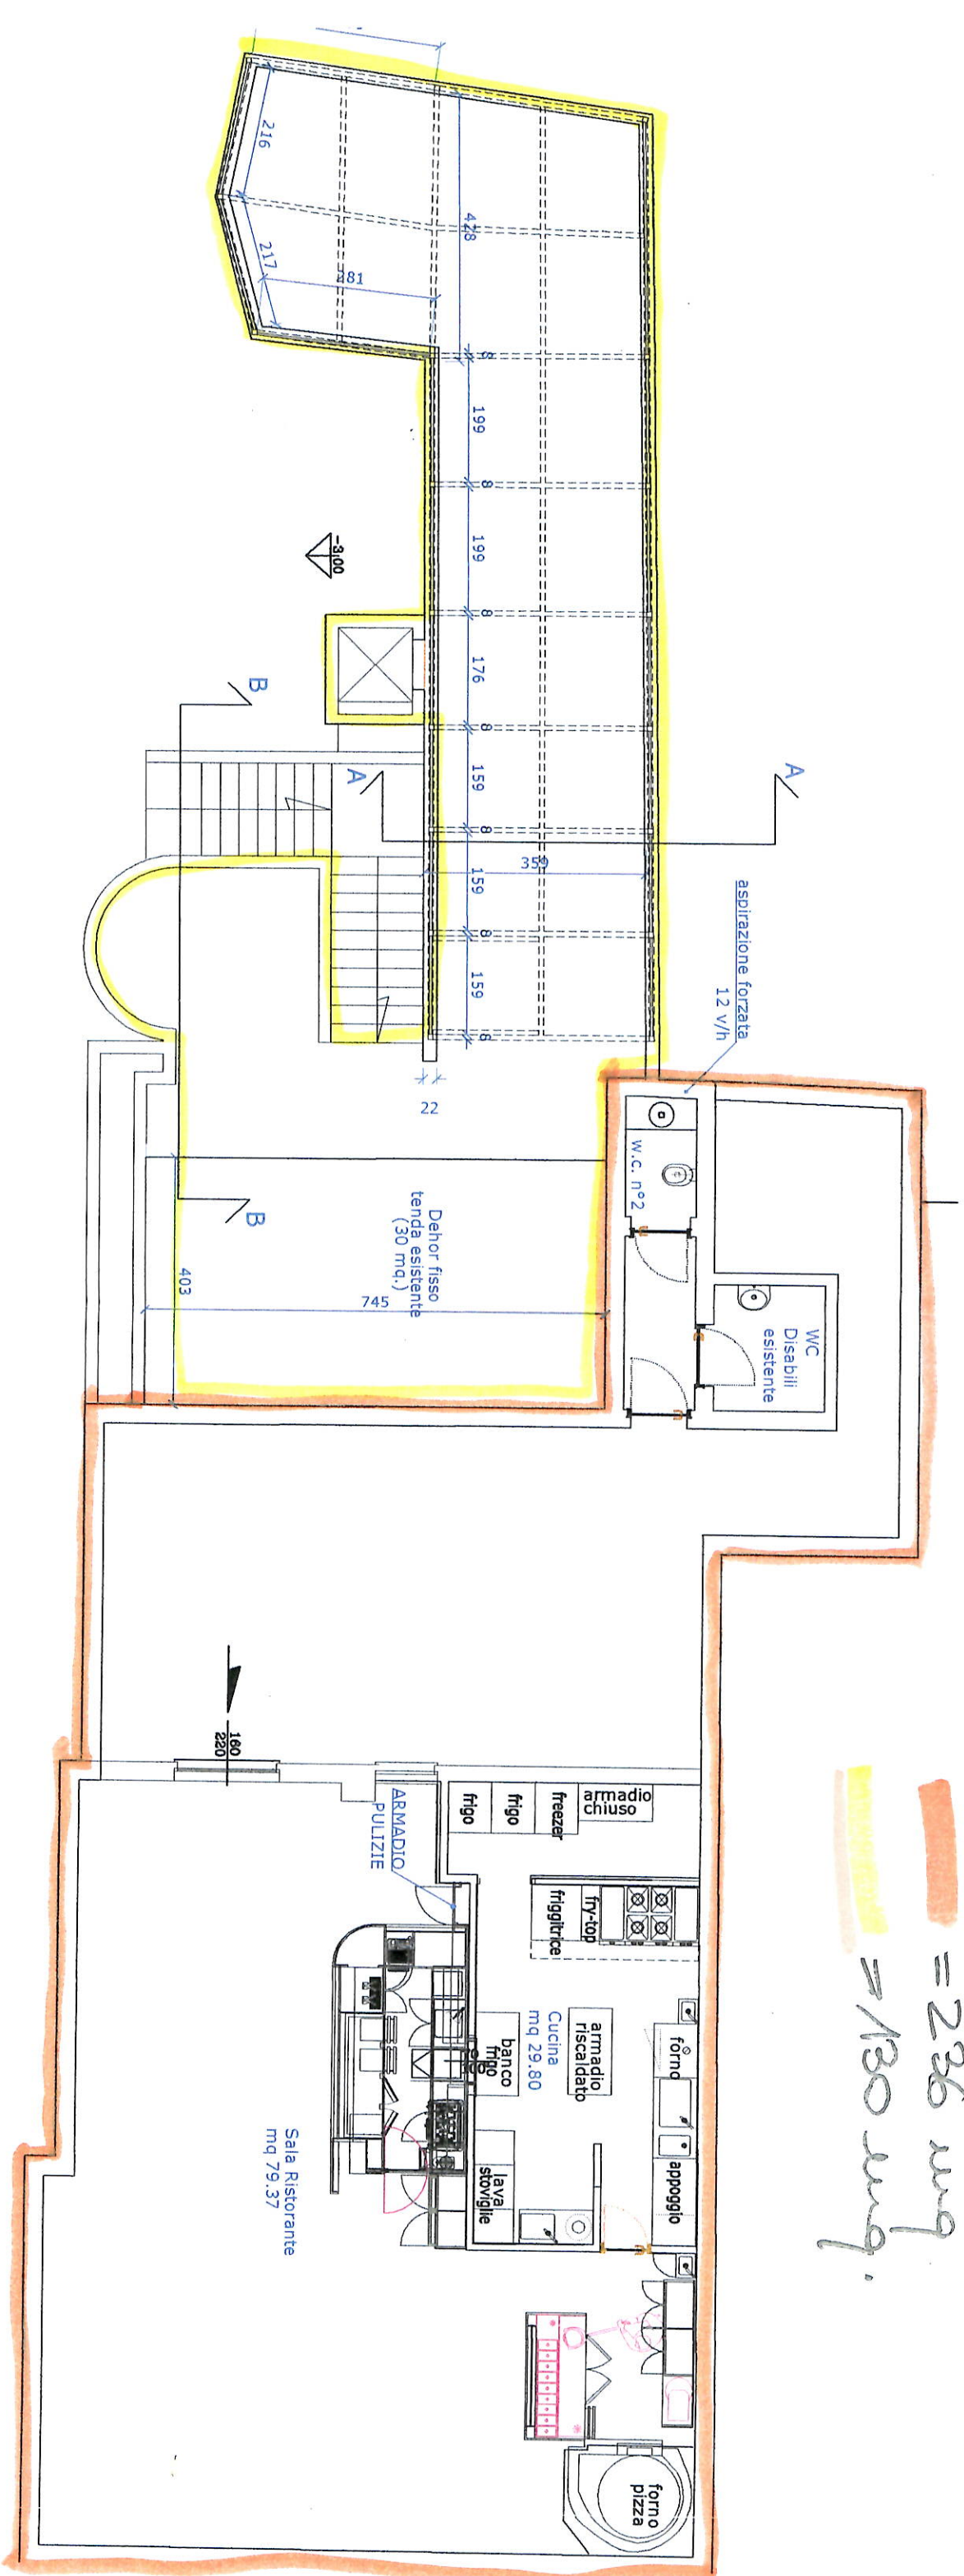 = 236 mq
= 130 mq.
216
217
281
428
8
199
8
199
8
176
8
159
8
159
8
159
8
359
22
-3,00
B
A
A
B
aspirazione forzata
12 v/h
w.c. n°2
WC
Disabili
esistente
Dehor fisso
tenda esistente
(30 mq.)
745
403
160
220
ARMADIO
PULIZIE
armadio
chiuso
freezer
frigo
frigo
fry-top
friggitrice
armadio
riscaldato
Cucina
mq 29.80
banco
frigo
forno
appoggio
lava
stoviglie
Sala Ristorante
mq 79.37
forno
pizza